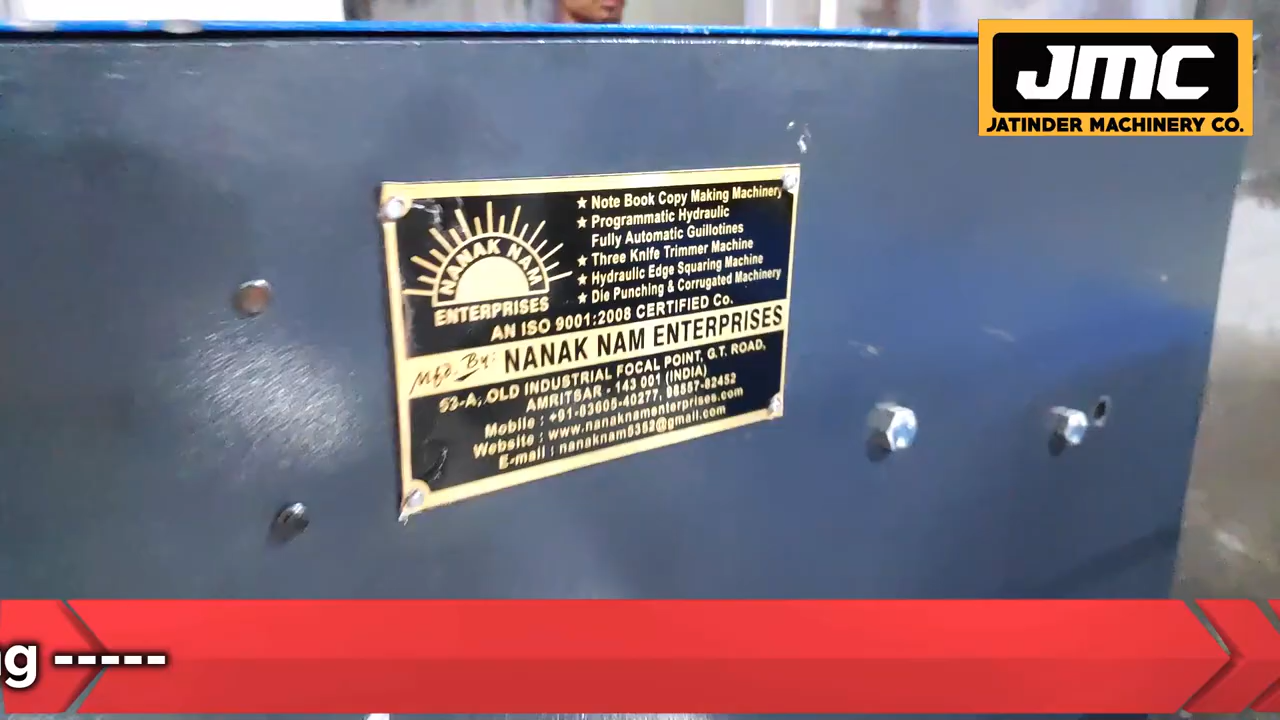 JMC
JATINDER MACHINERY CO.
★ Note Book Copy Making Machinery
★ Programmatic Hydraulic
Fully Automatic Guillotines
★ Three Knife Trimmer Machine
★ Hydraulic Edge Squaring Machine
★ Die Punching & Corrugated Machinery
NANAK NAM
ENTERPRISES
AN ISO 9001:2008 CERTIFIED Co.
Mfd. By: NANAK NAM ENTERPRISES
53-A, OLD INDUSTRIAL FOCAL POINT, G.T. ROAD,
AMRITSAR - 143 001 (INDIA)
Mobile : +91-83605-40277, 98557-82452
Website : www.nanaknamenterprises.com
E-mail : nanaknam5352@gmail.com
g -----